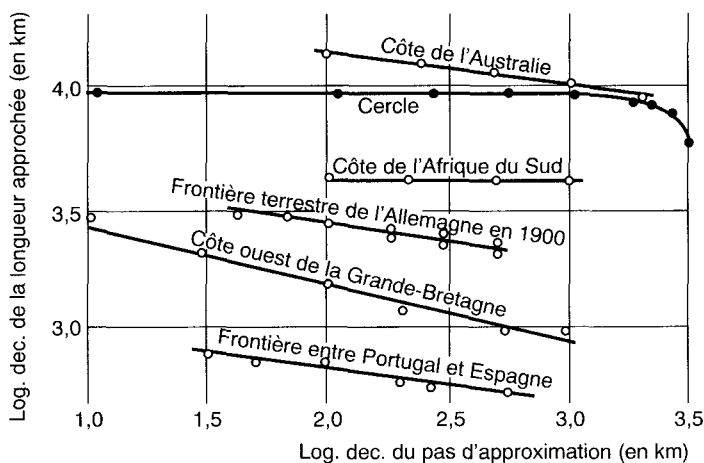 Log. dec. de la longueur approchée (en km)
4,0
3,5
3,0
Côte de l'Australie
Cercle
Côte de l'Afrique du Sud
Frontière terrestre de l'Allemagne en 1900
Côte ouest de la Grande-Bretagne
Frontière entre Portugal et Espagne
1,0 1,5 2,0 2,5 3,0 3,5
Log. dec. du pas d'approximation (en km)